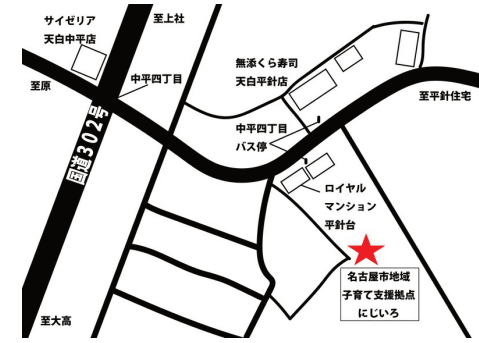 サイゼリア
天白中平店
至上社
無添くら寿司
天白平針店
至原
中平四丁目
至平針住宅
中平四丁目
バス停
国道302号
ロイヤル
マンション
平針台
名古屋市地域
子育て支援拠点
にじいろ
至大高